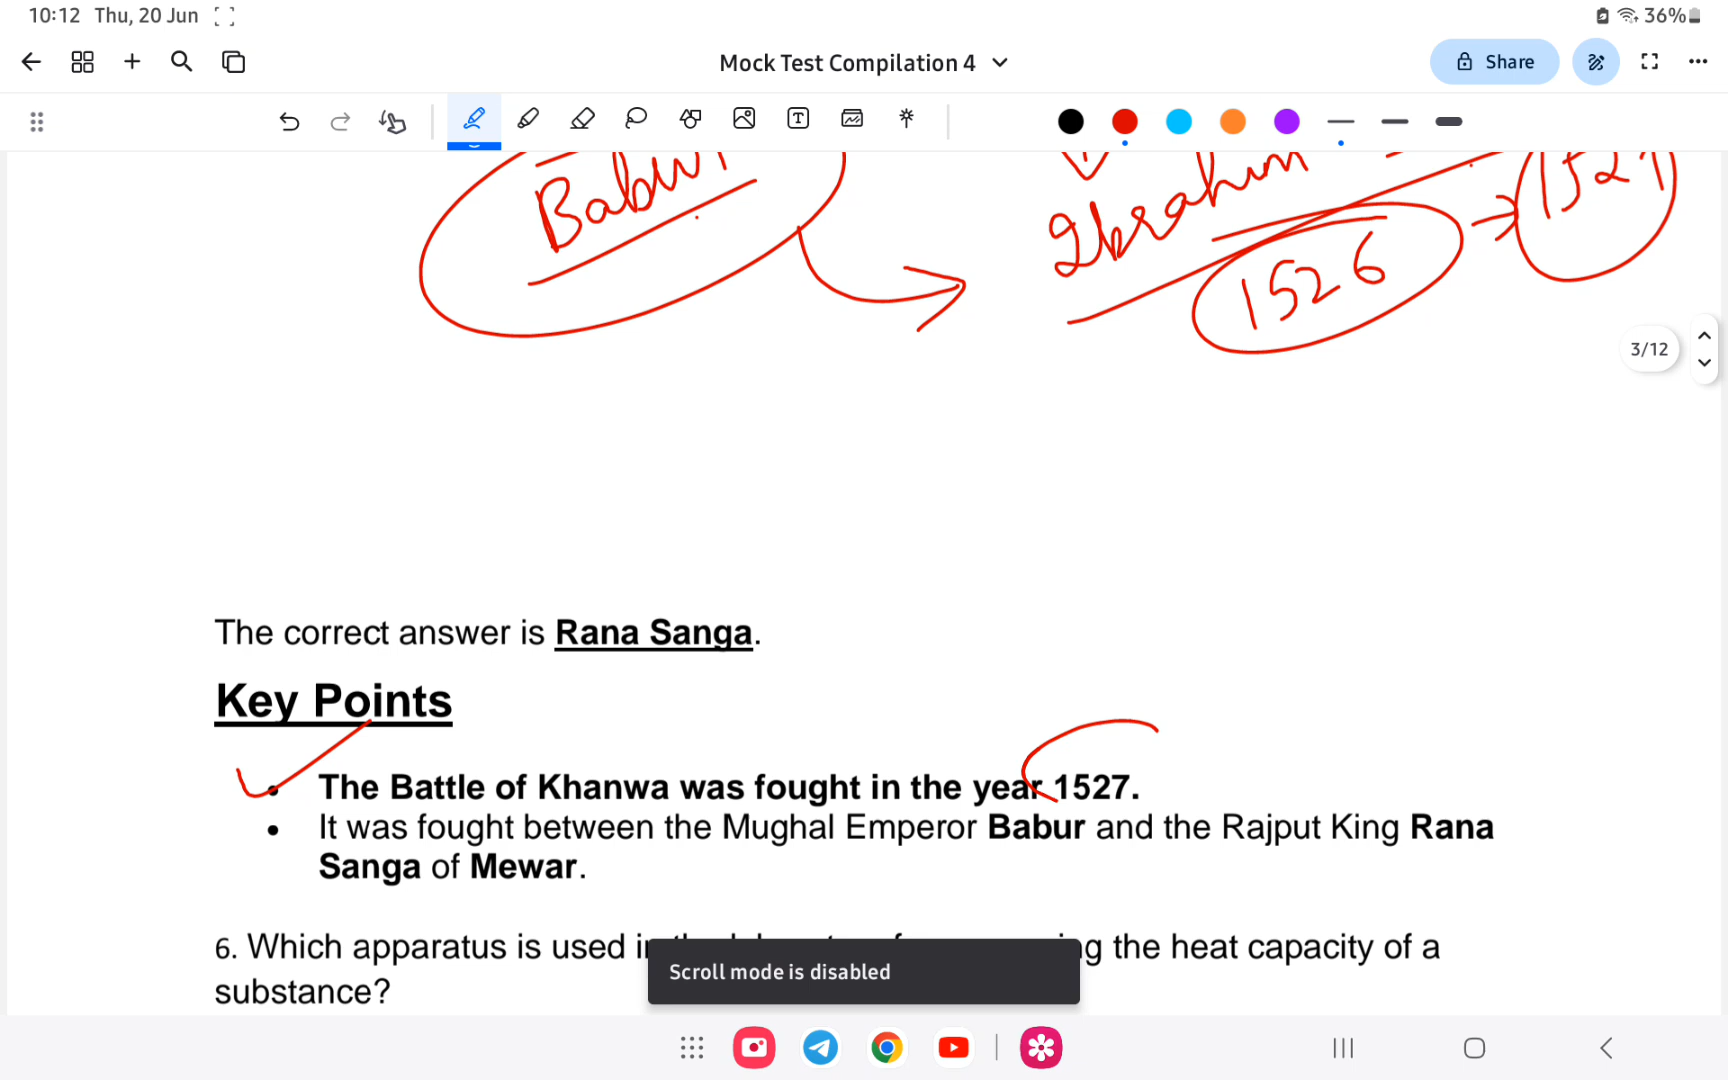 10:12 Thu, 20 Jun
36%
Mock Test Compilation 4
Share
Babur
Ibrahim
1527
1526
3/12
The correct answer is Rana Sanga.
Key Points
• The Battle of Khanwa was fought in the year 1527.
• It was fought between the Mughal Emperor Babur and the Rajput King Rana
Sanga of Mewar.
6. Which apparatus is used in the heat capacity of a
substance?
Scroll mode is disabled